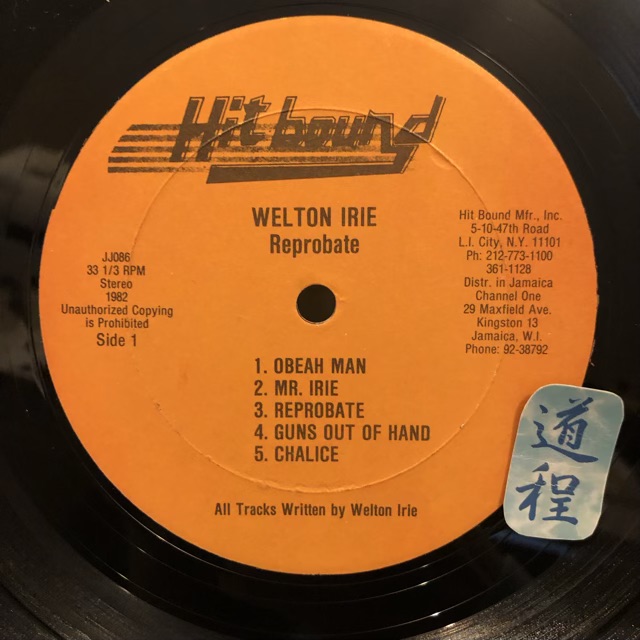 Hit bound
WELTON IRIE
Reprobate
JJ086
33 1/3 RPM
Stereo
1982
Unauthorized Copying
is Prohibited
Side 1
Hit Bound Mfr., Inc.
5-10-47th Road
L.I. City, N.Y. 11101
Ph: 212-773-1100
361-1128
Distr. in Jamaica
Channel One
29 Maxfield Ave.
Kingston 13
Jamaica, W.I.
Phone: 92-38792
1. OBEAH MAN
2. MR. IRIE
3. REPROBATE
4. GUNS OUT OF HAND
5. CHALICE
All Tracks Written by Welton Irie
道程